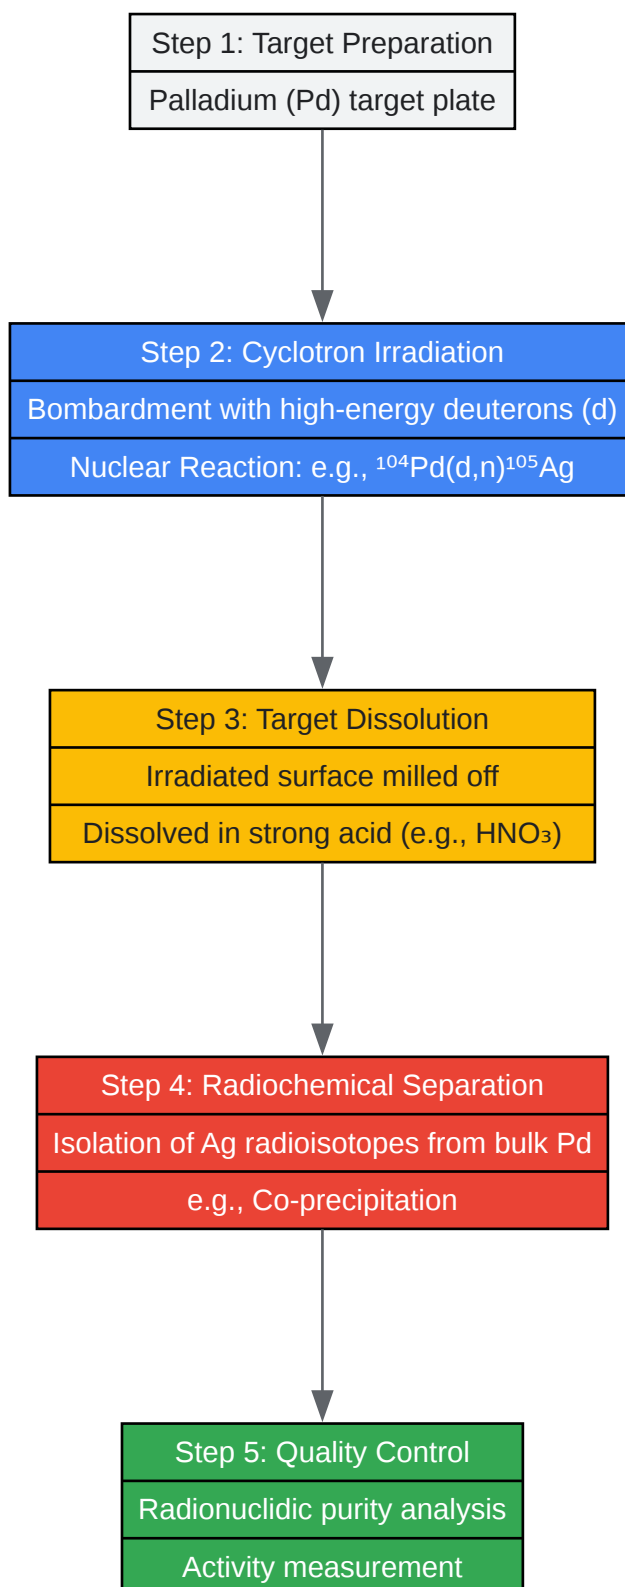 Step 1: Target Preparation
Palladium (Pd) target plate
Step 2: Cyclotron Irradiation
Bombardment with high-energy deuterons (d)
Nuclear Reaction: e.g., ¹⁰⁴Pd(d,n)¹⁰⁵Ag
Step 3: Target Dissolution
Irradiated surface milled off
Dissolved in strong acid (e.g., HNO₃)
Step 4: Radiochemical Separation
Isolation of Ag radioisotopes from bulk Pd
e.g., Co-precipitation
Step 5: Quality Control
Radionuclidic purity analysis
Activity measurement